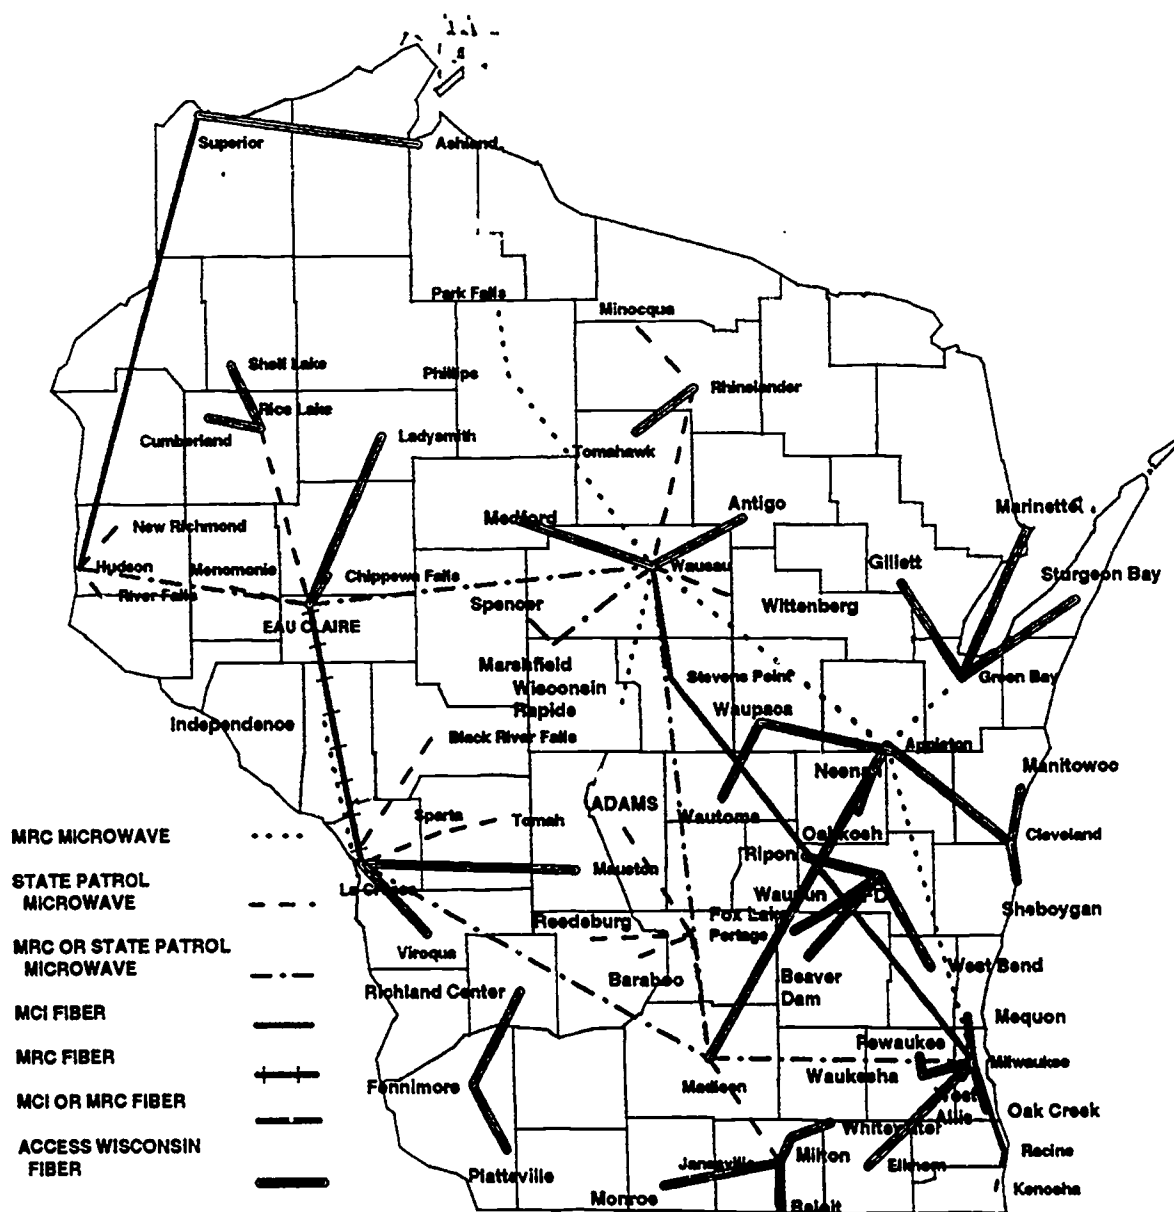 Superior
Ashland
Park Falls
Minocqua
Shell Lake
Phillips
Rhinelander
Rice Lake
Cumberland
Ladysmith
Tomahawk
Medford
Antigo
Marinette
New Richmond
Gillett
Hudson
Menomonie
Chippewa Falls
Wausau
Sturgeon Bay
River Falls
Spencer
Wittenberg
EAU CLAIRE
Marshfield
Stevens Point
Green Bay
Wisconsin
Rapids
Independence
Waupaca
Black River Falls
Appleton
Neenah
Manitowoc
ADAMS
Sparta
Tomah
Wautoma
Oshkosh
Cleveland
MRC MICROWAVE
Ripon
Mauston
La Crosse
Waupun
FD
STATE PATROL
MICROWAVE
Reedsburg
Fox Lake
Portage
Sheboygan
MRC OR STATE PATROL
MICROWAVE
Viroqua
Baraboo
Beaver
Dam
West Bend
Richland Center
MCI FIBER
Mequon
Pewaukee
MRC FIBER
Milwaukee
Fennimore
Madison
Waukesha
West
Allis
MCI OR MRC FIBER
Oak Creek
Whitewater
ACCESS WISCONSIN
FIBER
Racine
Platteville
Janesville
Milton
Elkhorn
Kenosha
Monroe
Beloit